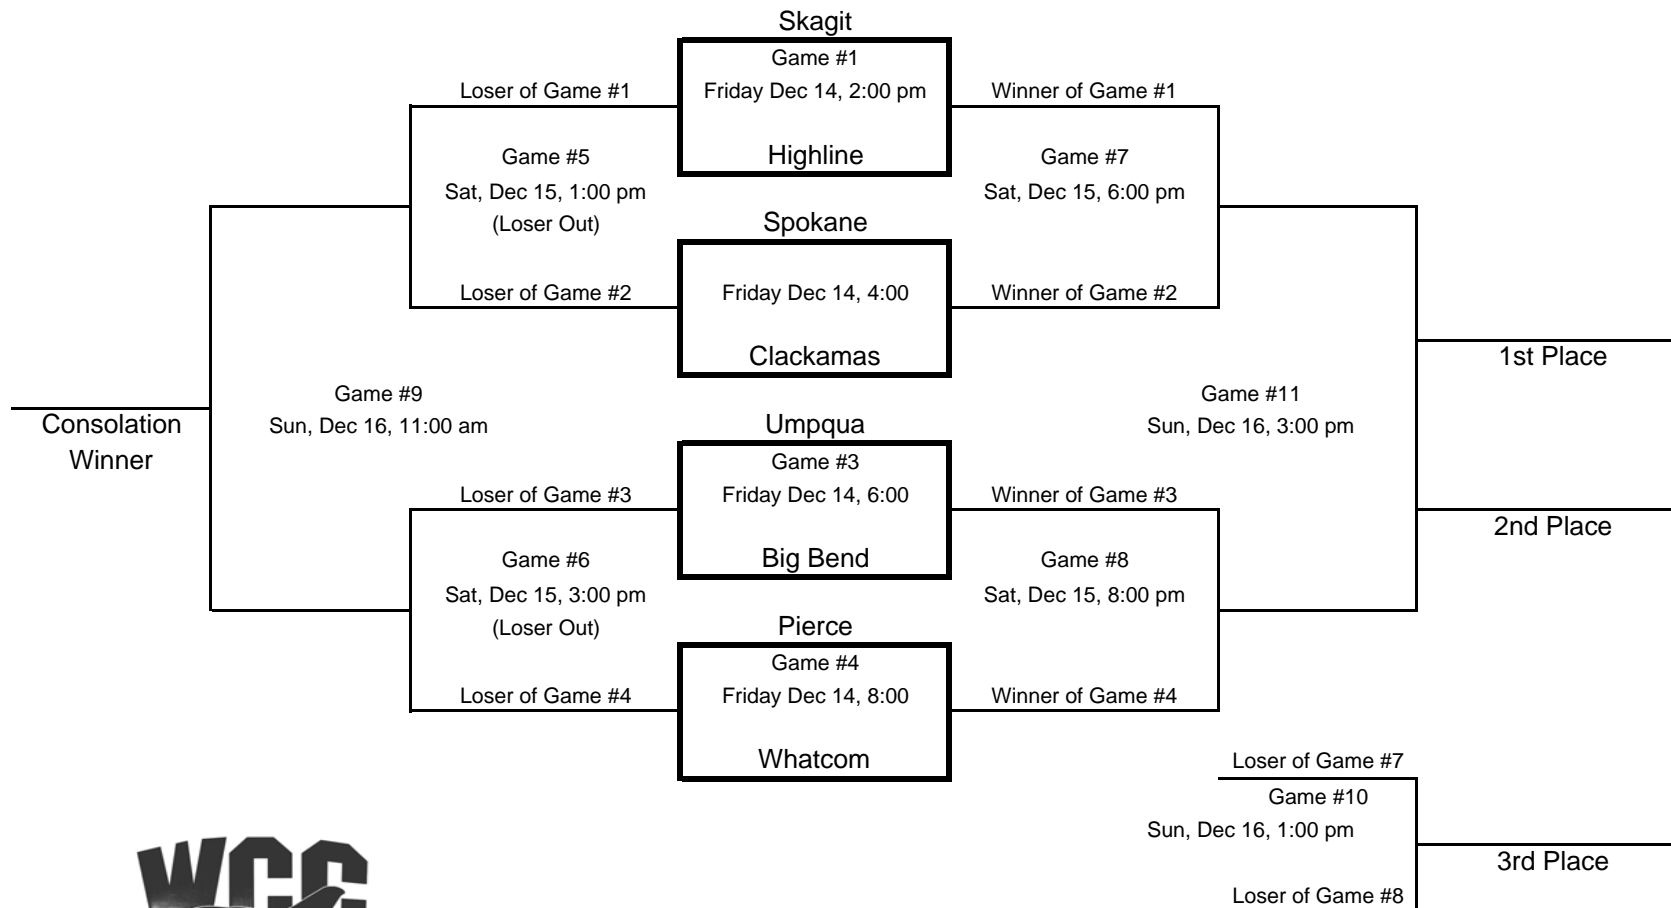 Skagit
Game #1
Loser of Game #1
Friday Dec 14, 2:00 pm
Winner of Game #1
Game #5
Highline
Game #7
Sat, Dec 15, 1:00 pm
Sat, Dec 15, 6:00 pm
(Loser Out)
Spokane
Loser of Game #2
Friday Dec 14, 4:00
Winner of Game #2
Clackamas
1st Place
Game #9
Game #11
Consolation
Winner
Sun, Dec 16, 11:00 am
Umpqua
Sun, Dec 16, 3:00 pm
Game #3
Loser of Game #3
Friday Dec 14, 6:00
Winner of Game #3
2nd Place
Game #6
Big Bend
Game #8
Sat, Dec 15, 3:00 pm
Sat, Dec 15, 8:00 pm
(Loser Out)
Pierce
Game #4
Loser of Game #4
Friday Dec 14, 8:00
Winner of Game #4
Whatcom
Loser of Game #7
Game #10
Sun, Dec 16, 1:00 pm
3rd Place
Loser of Game #8
WCC